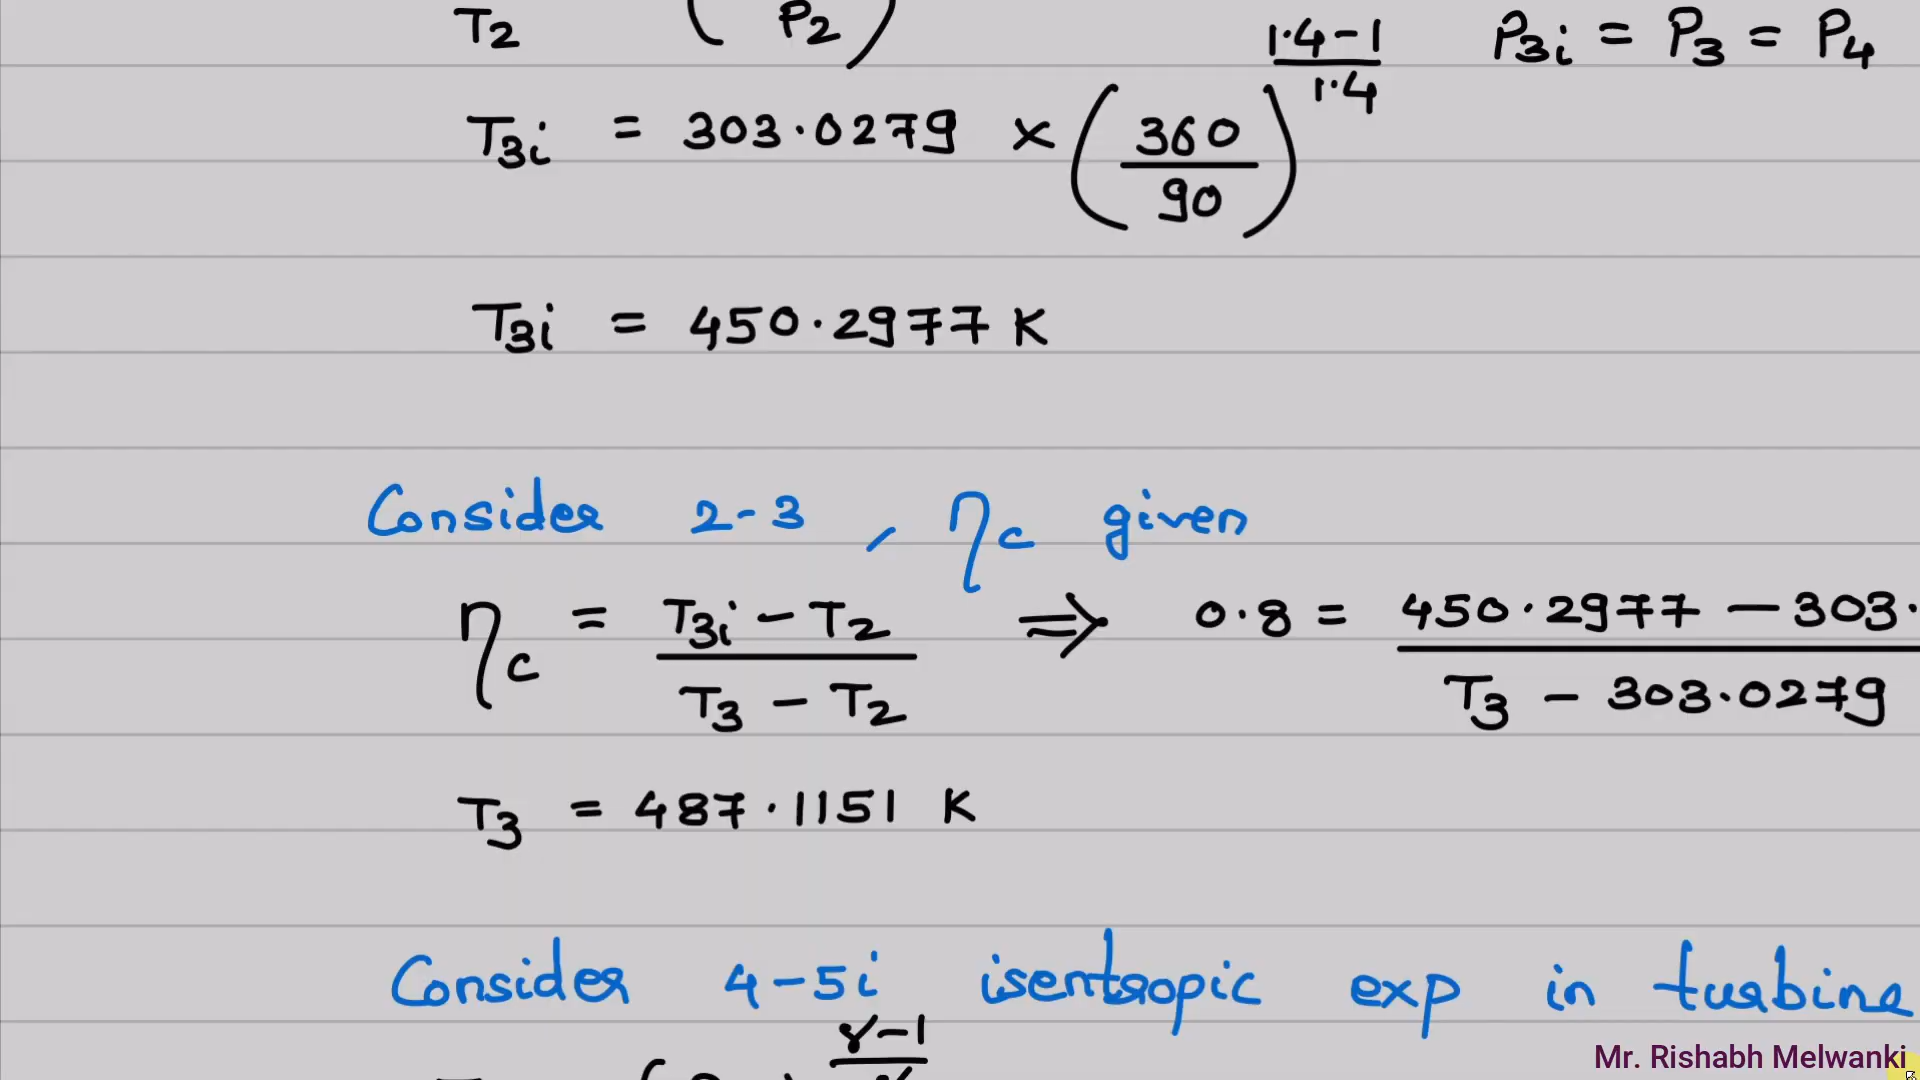 T2 ( P2 )
1.4-1 P3i = P3 = P4
T3i = 303.0279 × ( 360 / 90 ) 1.4
T3i = 450.2977 K
Consider 2-3 , ηc given
ηc = T3i - T2 / T3 - T2 ⇒ 0.8 = 450.2977 - 303. / T3 - 303.0279
T3 = 487.1151 K
Consider 4-5i isentropic exp in turbine
γ-1
Mr. Rishabh Melwanki